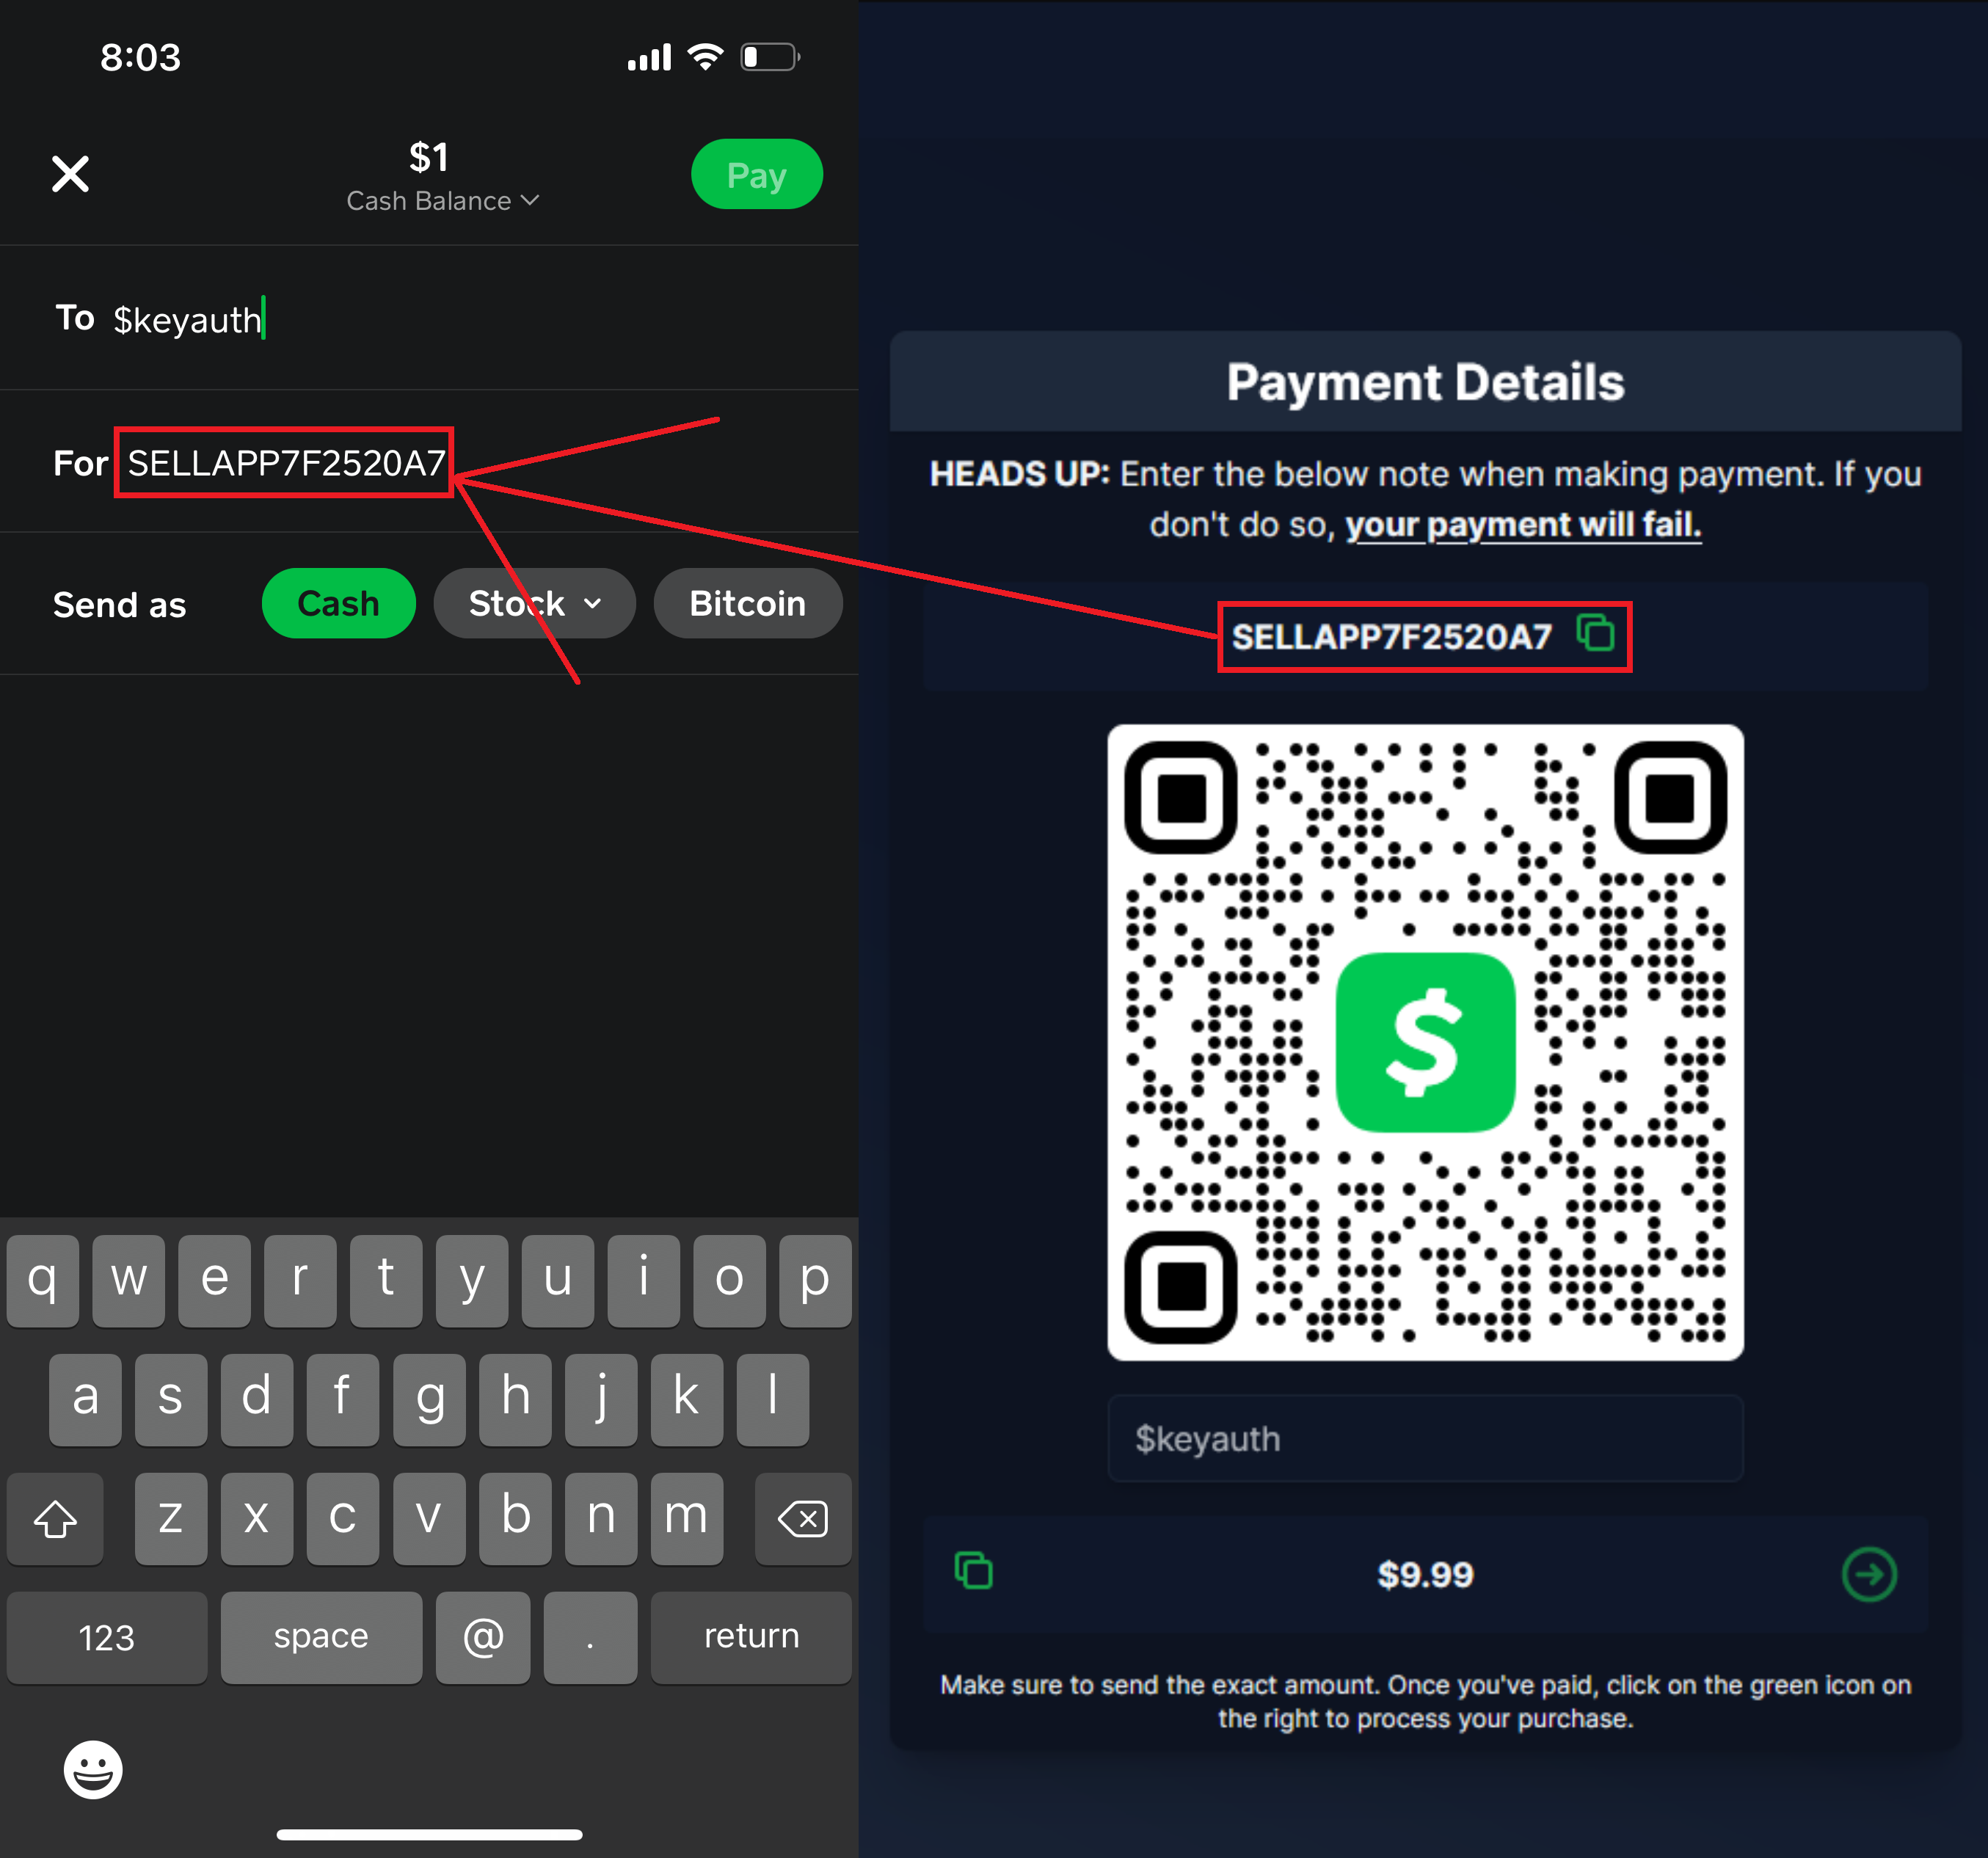 8:03
$1
Cash Balance
Pay
To $keyauth
For SELLAPP7F2520A7
Send as Cash Stock Bitcoin
q w e r t y u i o p
a s d f g h j k l
z x c v b n m
123 space @ . return
Payment Details
HEADS UP: Enter the below note when making payment. If you
don't do so, your payment will fail.
SELLAPP7F2520A7
$
$keyauth
$9.99
Make sure to send the exact amount. Once you've paid, click on the green icon on
the right to process your purchase.